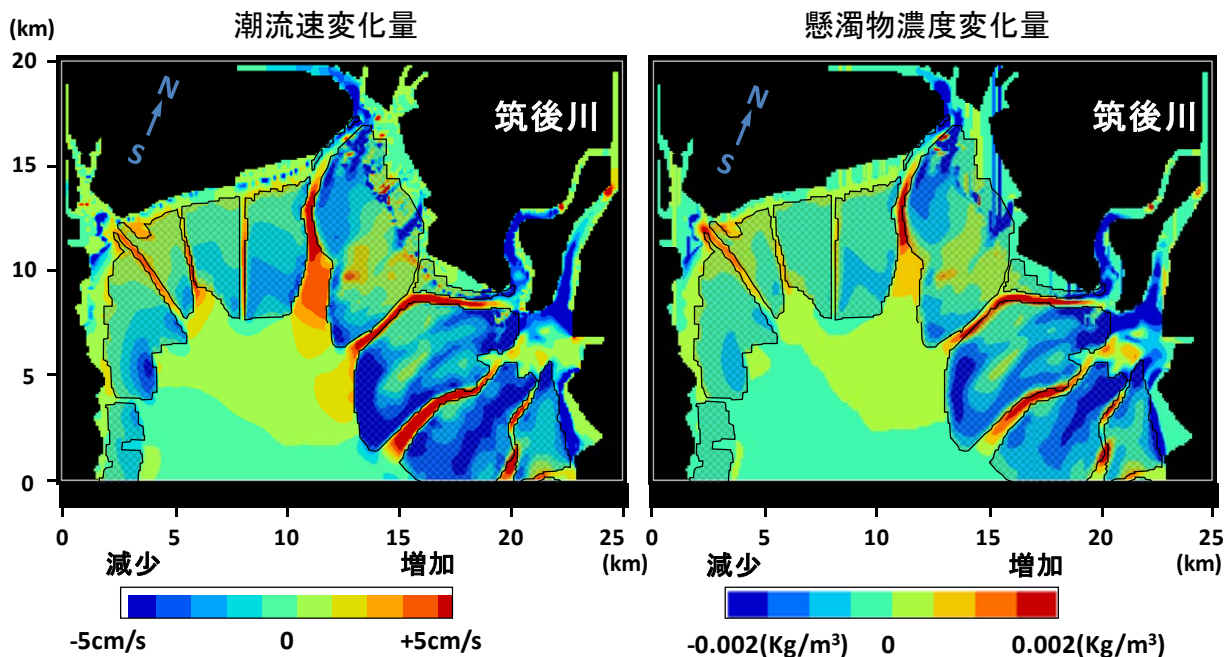 (km)
潮流速変化量
懸濁物濃度変化量
20
15
10
5
0
N
S
筑後川
N
S
筑後川
0 5 10 15 20 25
(km)
0 5 10 15 20 25
(km)
減少 増加
-5cm/s 0 +5cm/s
減少 増加
-0.002(Kg/m³) 0 0.002(Kg/m³)